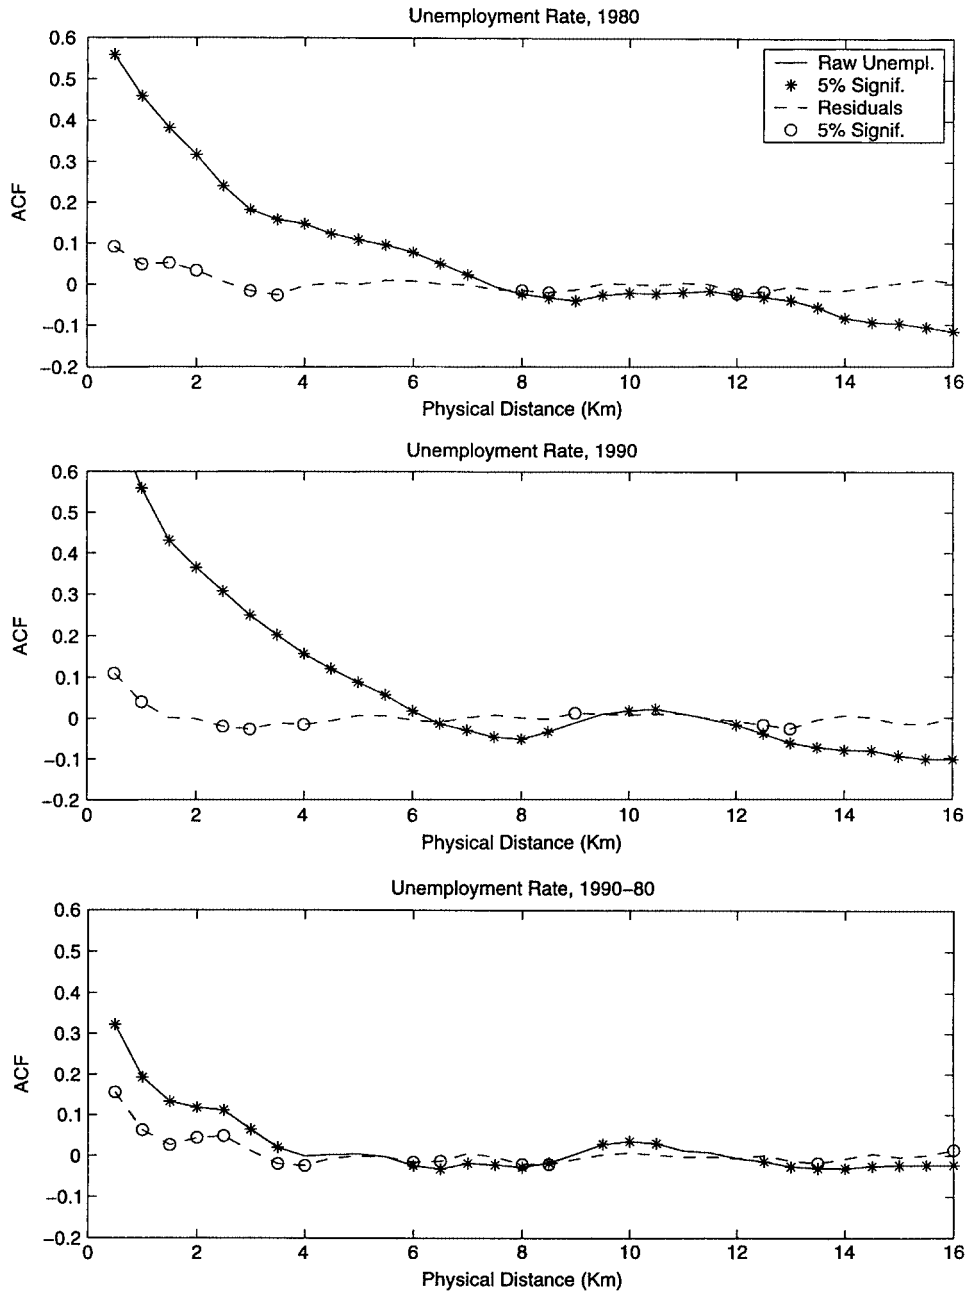 Unemployment Rate, 1980
0.6
0.5
0.4
0.3
0.2
0.1
0
−0.1
−0.2
ACF
Raw Unempl.
5% Signif.
Residuals
5% Signif.
0 2 4 6 8 10 12 14 16
Physical Distance (Km)
Unemployment Rate, 1990
0.6
0.5
0.4
0.3
0.2
0.1
0
−0.1
−0.2
ACF
0 2 4 6 8 10 12 14 16
Physical Distance (Km)
Unemployment Rate, 1990−80
0.6
0.5
0.4
0.3
0.2
0.1
0
−0.1
−0.2
ACF
0 2 4 6 8 10 12 14 16
Physical Distance (Km)